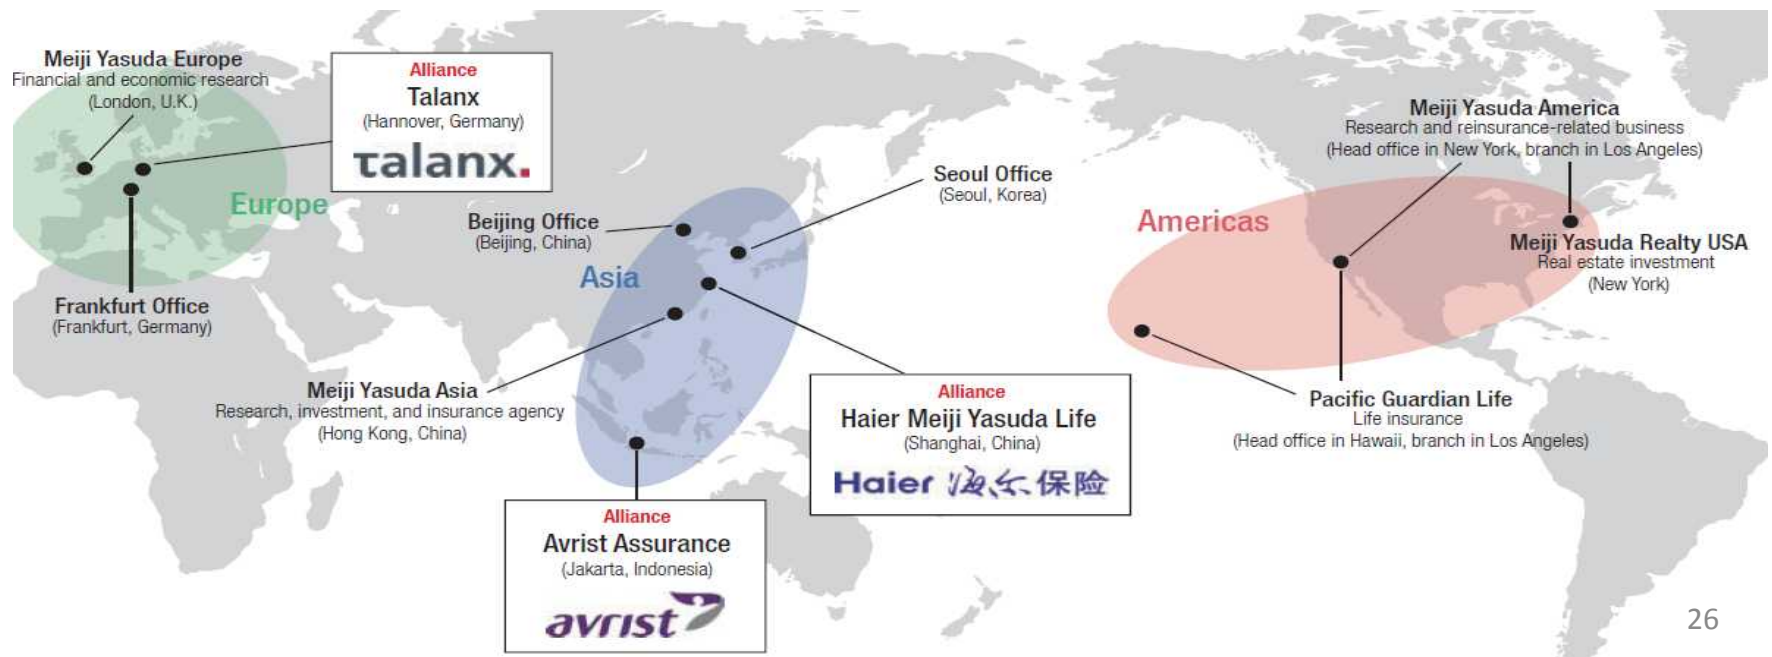 Meiji Yasuda Europe
Financial and economic research
(London, U.K.)
Alliance
Talanx
(Hannover, Germany)
talanx.
Europe
Frankfurt Office
(Frankfurt, Germany)
Beijing Office
(Beijing, China)
Seoul Office
(Seoul, Korea)
Asia
Meiji Yasuda Asia
Research, investment, and insurance agency
(Hong Kong, China)
Alliance
Haier Meiji Yasuda Life
(Shanghai, China)
Haier 海尔保险
Alliance
Avrist Assurance
(Jakarta, Indonesia)
avrist
Americas
Meiji Yasuda America
Research and reinsurance-related business
(Head office in New York, branch in Los Angeles)
Meiji Yasuda Realty USA
Real estate investment
(New York)
Pacific Guardian Life
Life insurance
(Head office in Hawaii, branch in Los Angeles)
26